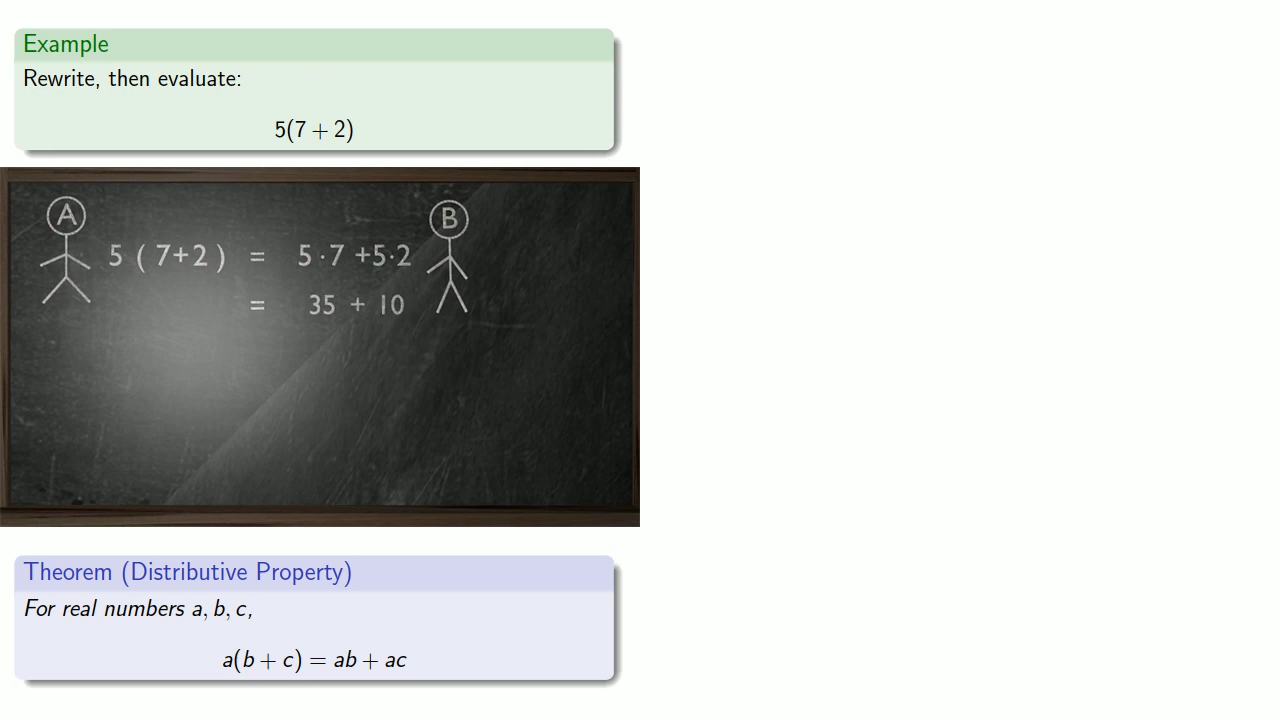 Example
Rewrite, then evaluate:
5(7 + 2)
A
B
5 ( 7+2 ) = 5 · 7 +5·2
= 35 + 10
Theorem (Distributive Property)
For real numbers a, b, c,
a(b + c) = ab + ac